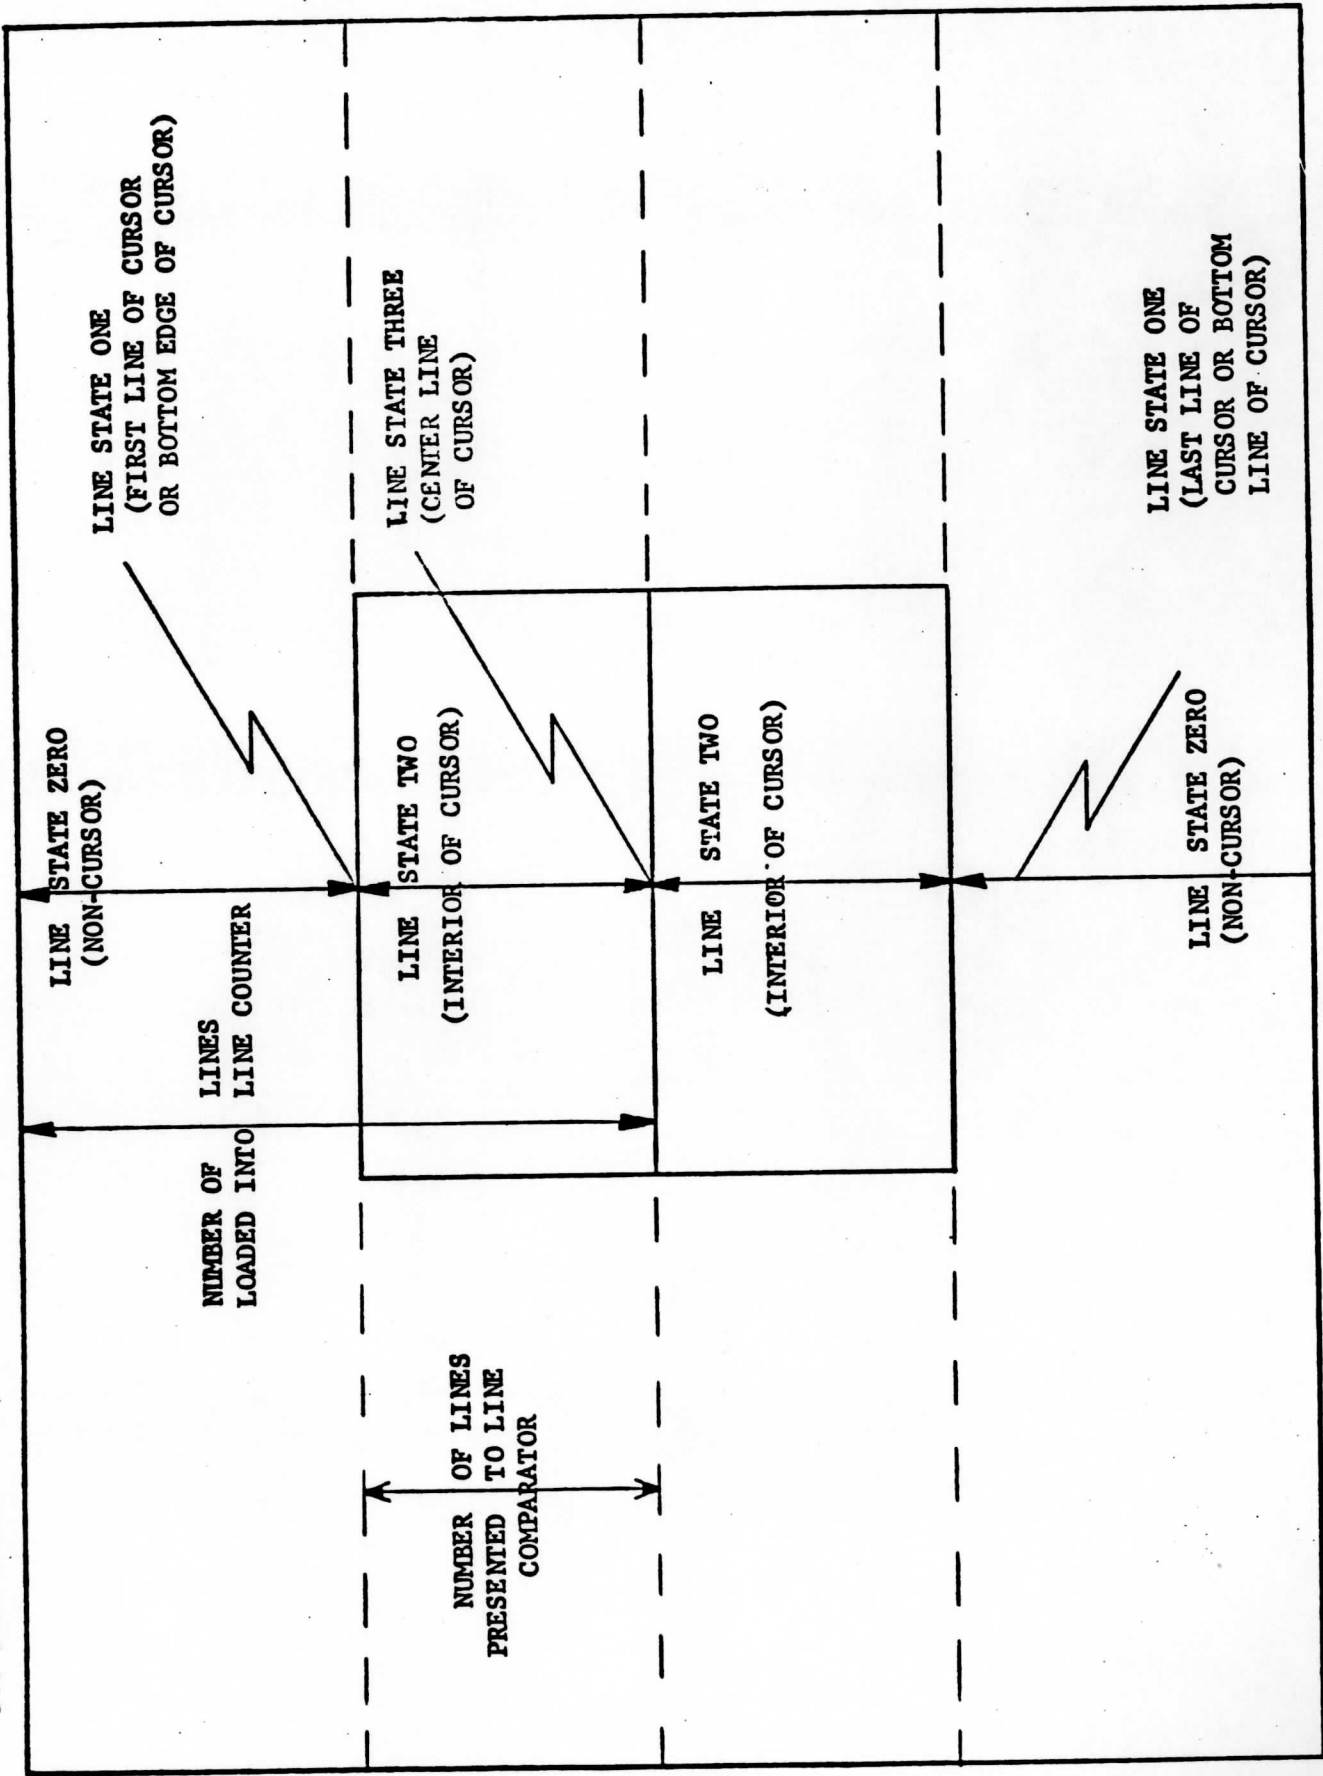 LINE STATE ZERO
(NON-CURSOR)
LINE STATE ONE
(FIRST LINE OF CURSOR
OR BOTTOM EDGE OF CURSOR)
NUMBER OF LINES
LOADED INTO LINE COUNTER
LINE STATE TWO
(INTERIOR OF CURSOR)
LINE STATE THREE
(CENTER LINE
OF CURSOR)
NUMBER OF LINES
PRESENTED TO LINE
COMPARATOR
LINE STATE TWO
(INTERIOR OF CURSOR)
LINE STATE ONE
(LAST LINE OF
CURSOR OR BOTTOM
LINE OF CURSOR)
LINE STATE ZERO
(NON-CURSOR)